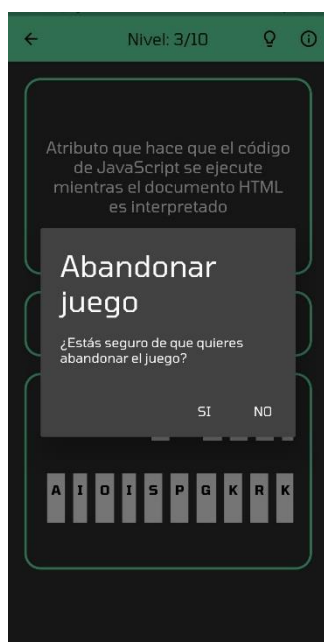 Nivel: 3/10
Atributo que hace que el código
de JavaScript se ejecute
mientras el documento HTML
es interpretado
Abandonar
juego
¿Estás seguro de que quieres
abandonar el juego?
SI NO
A I O I S P G K R K